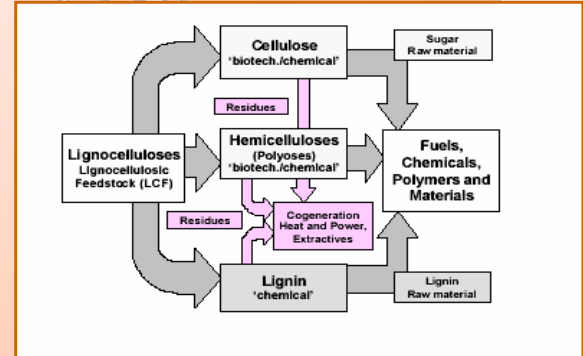 Cellulose
'biotech./chemical'
Sugar
Raw material
Residues
Lignocelluloses
Lignocellulosic
Feedstock (LCF)
Hemicelluloses
(Polyoses)
'biotech./chemical'
Fuels,
Chemicals,
Polymers and
Materials
Residues
Cogeneration
Heat and Power,
Extractives
Lignin
'chemical'
Lignin
Raw material